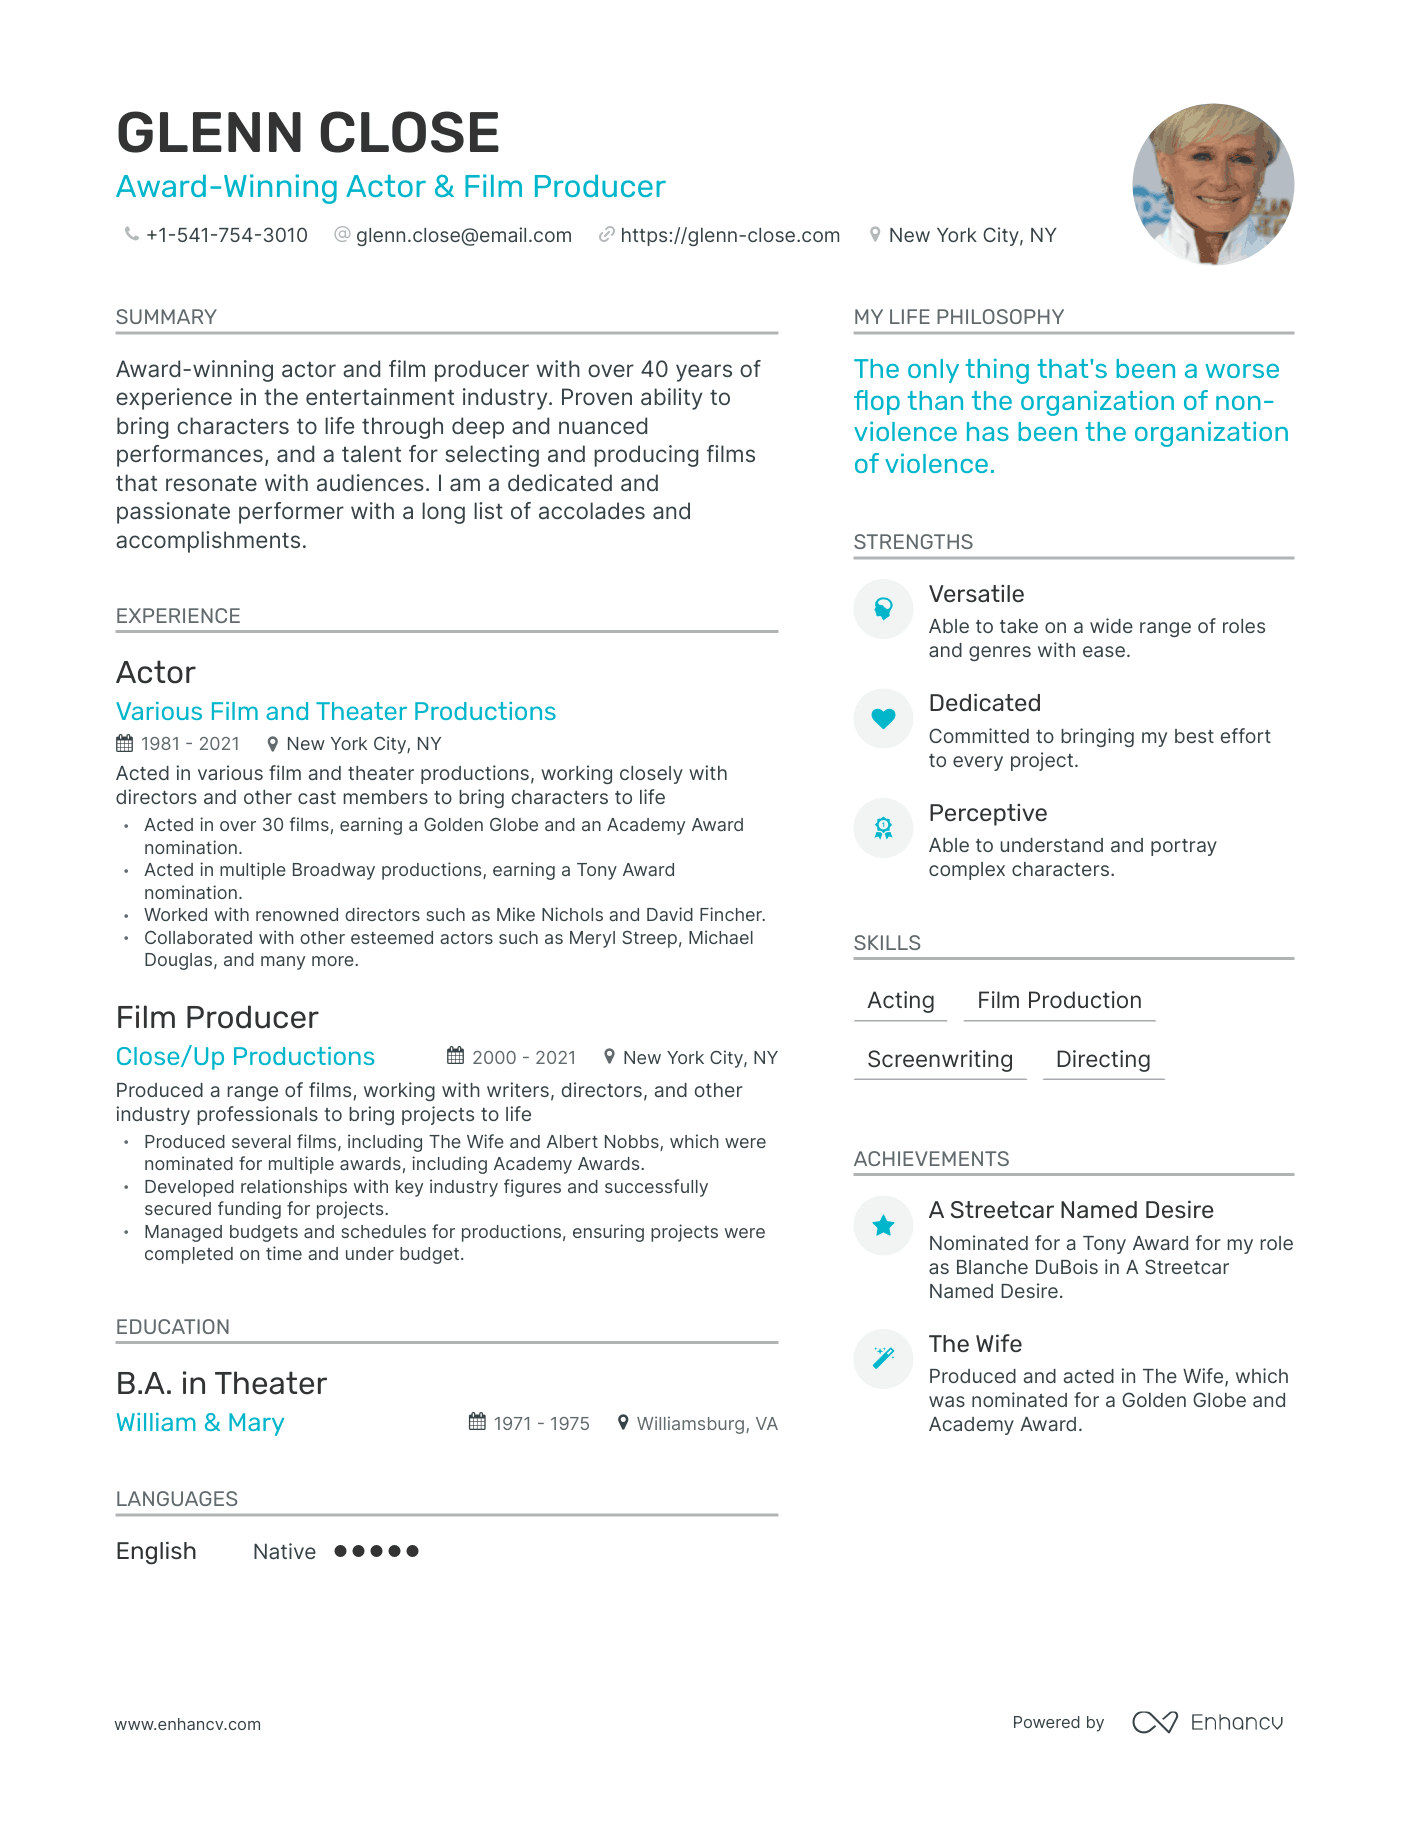 GLENN CLOSE
Award-Winning Actor & Film Producer
+1-541-754-3010 @ glenn.close@email.com https://glenn-close.com New York City, NY
SUMMARY
Award-winning actor and film producer with over 40 years of
experience in the entertainment industry. Proven ability to
bring characters to life through deep and nuanced
performances, and a talent for selecting and producing films
that resonate with audiences. I am a dedicated and
passionate performer with a long list of accolades and
accomplishments.
EXPERIENCE
Actor
Various Film and Theater Productions
1981 - 2021 New York City, NY
Acted in various film and theater productions, working closely with
directors and other cast members to bring characters to life
• Acted in over 30 films, earning a Golden Globe and an Academy Award
nomination.
• Acted in multiple Broadway productions, earning a Tony Award
nomination.
• Worked with renowned directors such as Mike Nichols and David Fincher.
• Collaborated with other esteemed actors such as Meryl Streep, Michael
Douglas, and many more.
Film Producer
Close/Up Productions 2000 - 2021 New York City, NY
Produced a range of films, working with writers, directors, and other
industry professionals to bring projects to life
• Produced several films, including The Wife and Albert Nobbs, which were
nominated for multiple awards, including Academy Awards.
• Developed relationships with key industry figures and successfully
secured funding for projects.
• Managed budgets and schedules for productions, ensuring projects were
completed on time and under budget.
EDUCATION
B.A. in Theater
William & Mary 1971 - 1975 Williamsburg, VA
LANGUAGES
English Native
MY LIFE PHILOSOPHY
The only thing that's been a worse
flop than the organization of non-
violence has been the organization
of violence.
STRENGTHS
Versatile
Able to take on a wide range of roles
and genres with ease.
Dedicated
Committed to bringing my best effort
to every project.
Perceptive
Able to understand and portray
complex characters.
SKILLS
Acting Film Production
Screenwriting Directing
ACHIEVEMENTS
A Streetcar Named Desire
Nominated for a Tony Award for my role
as Blanche DuBois in A Streetcar
Named Desire.
The Wife
Produced and acted in The Wife, which
was nominated for a Golden Globe and
Academy Award.
www.enhancv.com
Powered by Enhancv